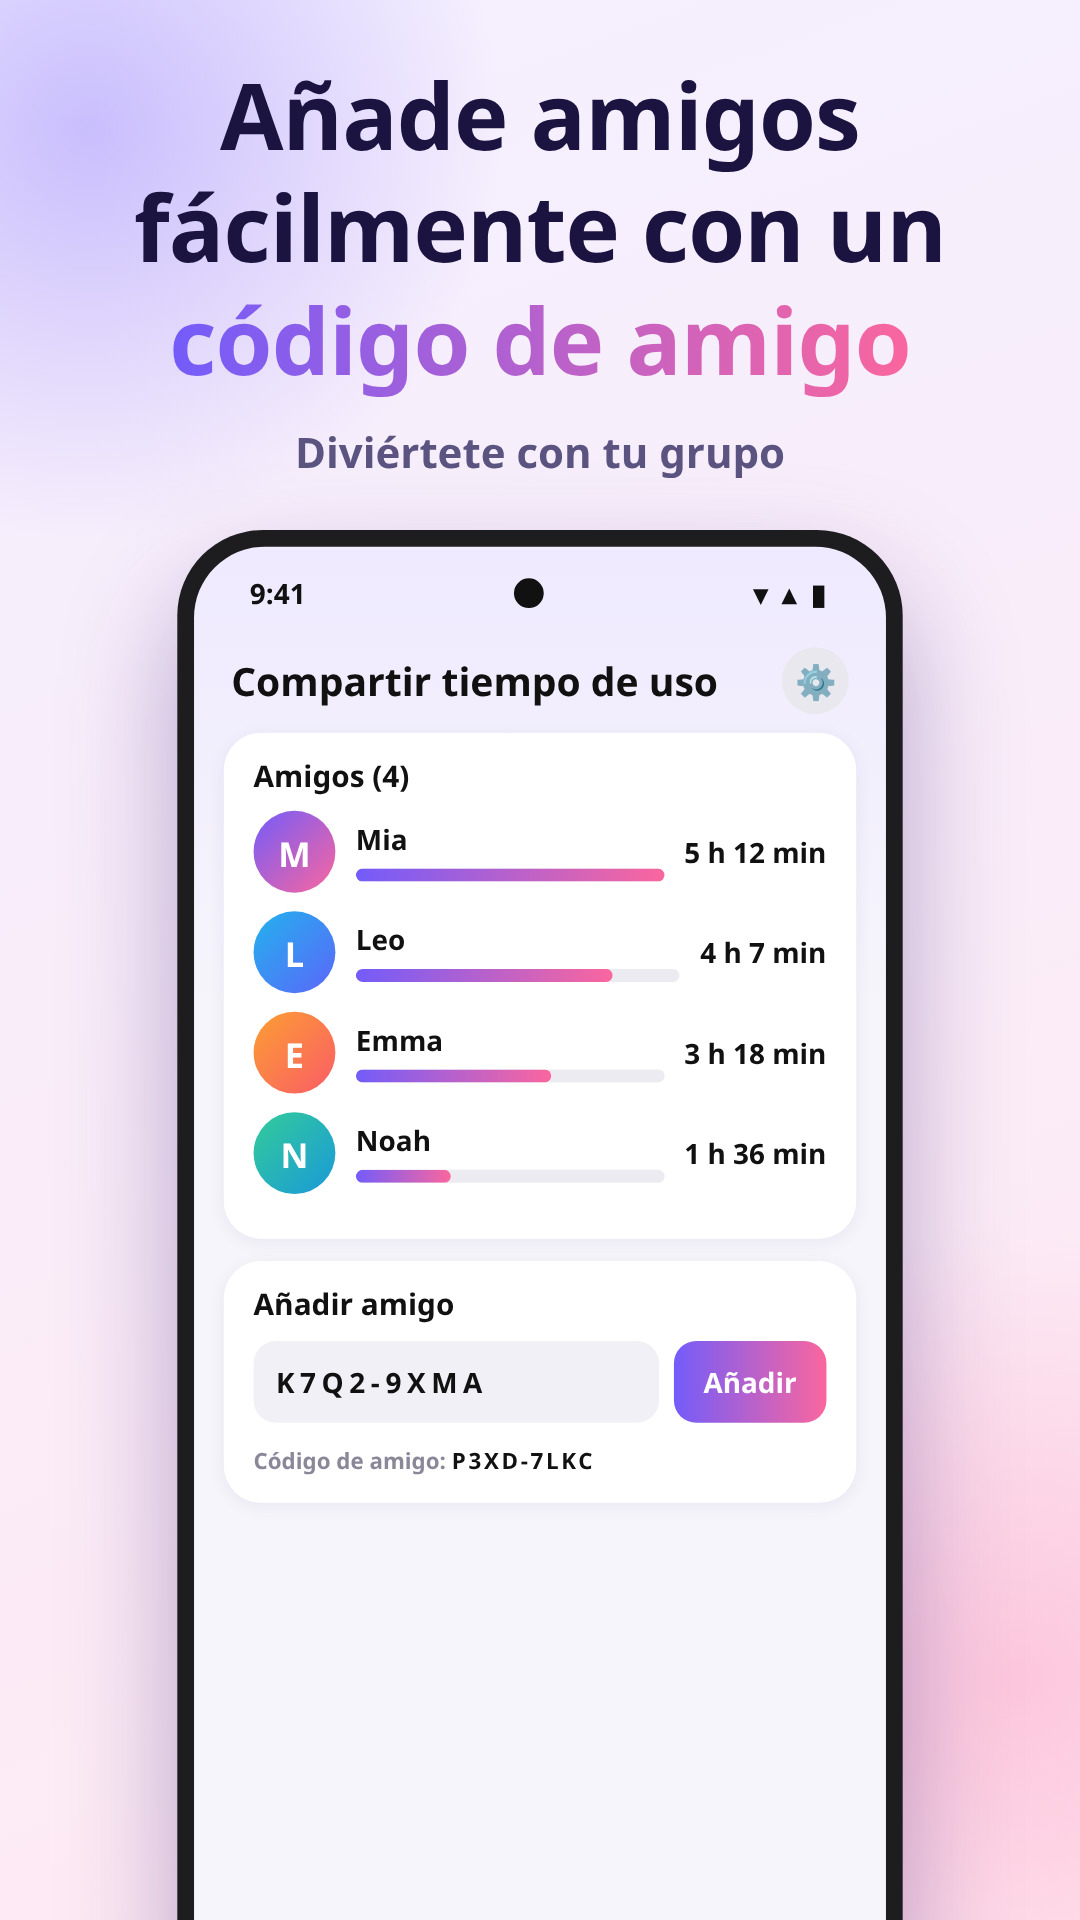 Añade amigos
fácilmente con un
código de amigo
Diviértete con tu grupo
9:41
Compartir tiempo de uso
Amigos (4)
M
Mia
5 h 12 min
L
Leo
4 h 7 min
E
Emma
3 h 18 min
N
Noah
1 h 36 min
Añadir amigo
K7Q2-9XMA
Añadir
Código de amigo: P3XD-7LKC